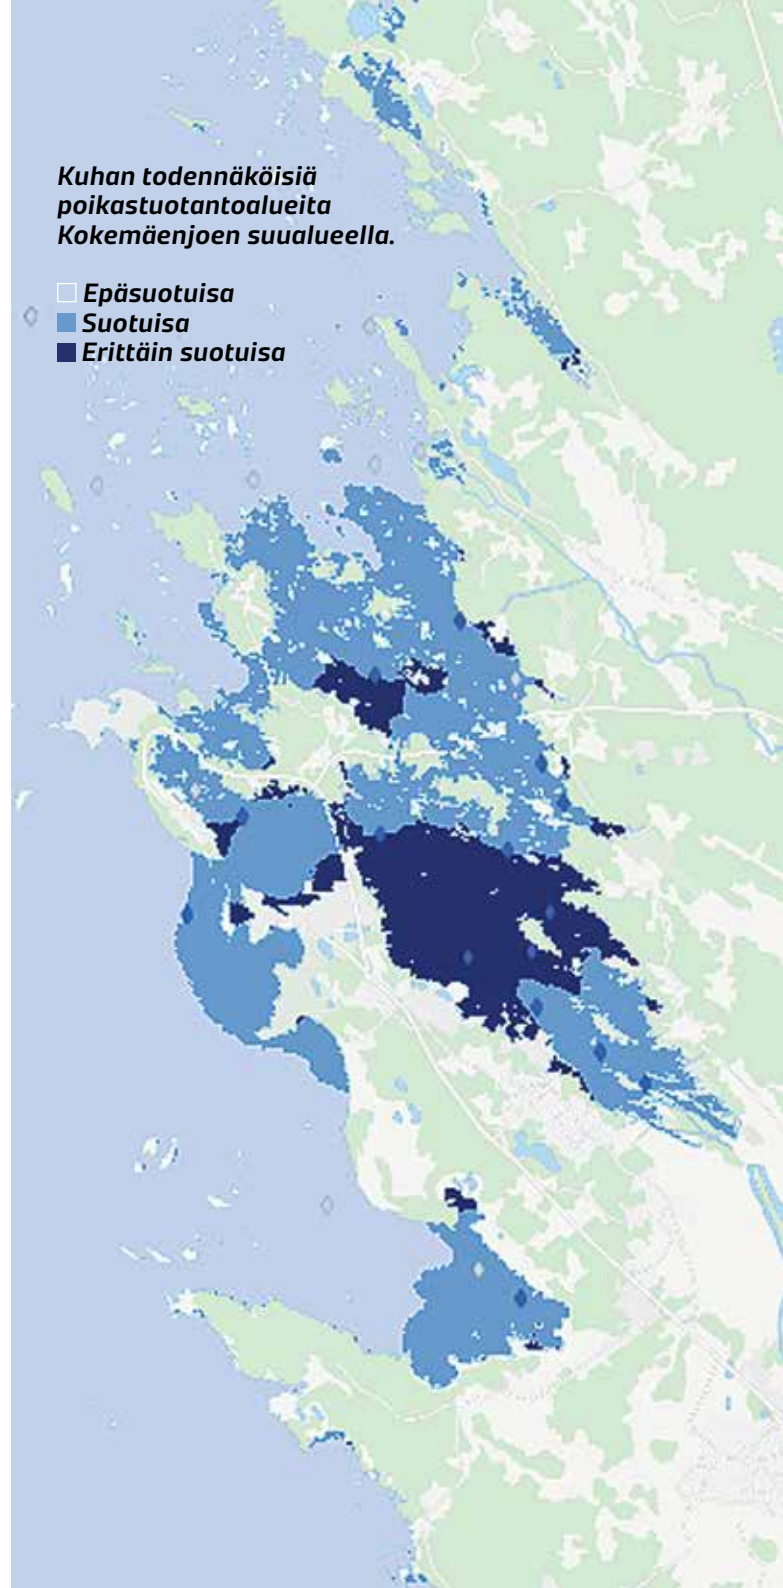 Kuhan todennäköisiä
poikastuotantoalueita
Kokemäenjoen suualueella.
Epäsuotuisa
Suotuisa
Erittäin suotuisa